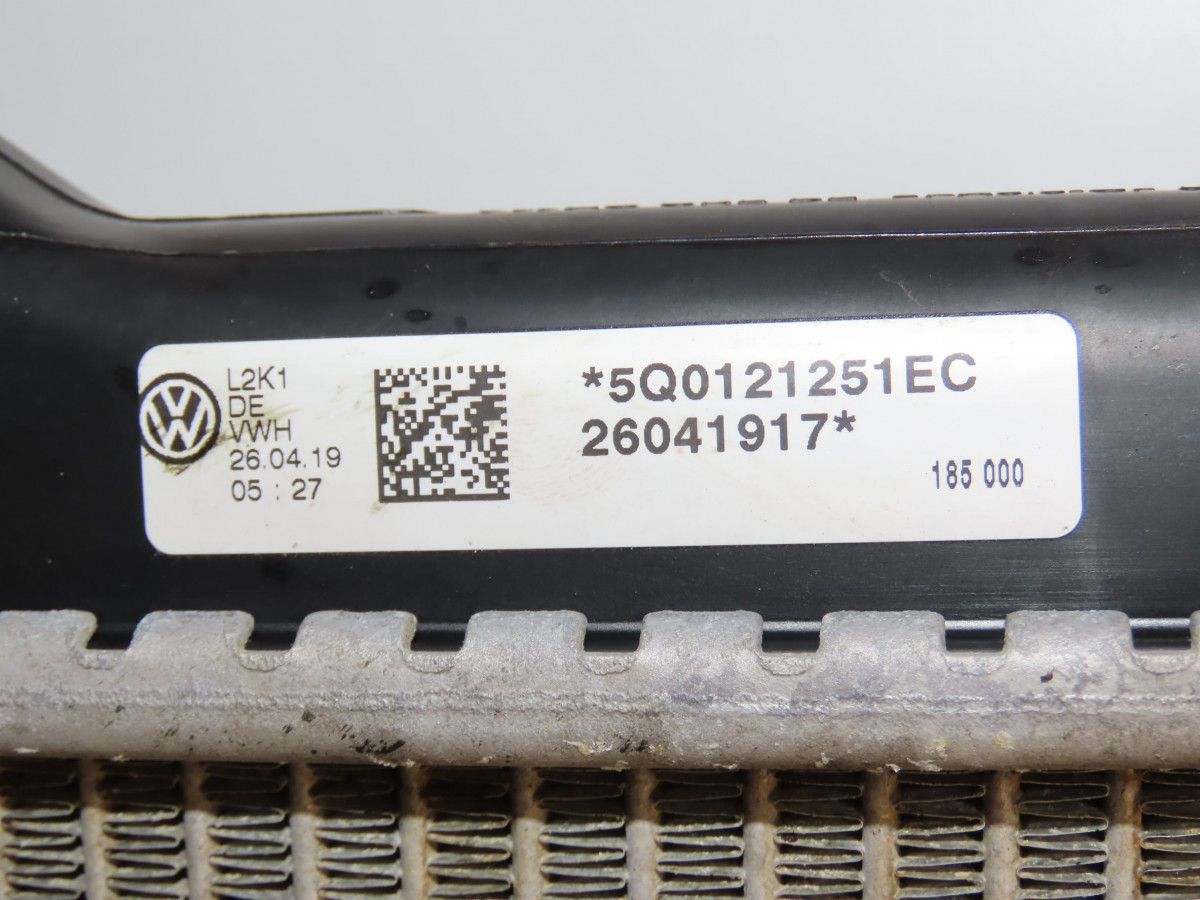 L2K1
DE
VWH
26.04.19
05 : 27
*5Q0121251EC
26041917*
185 000